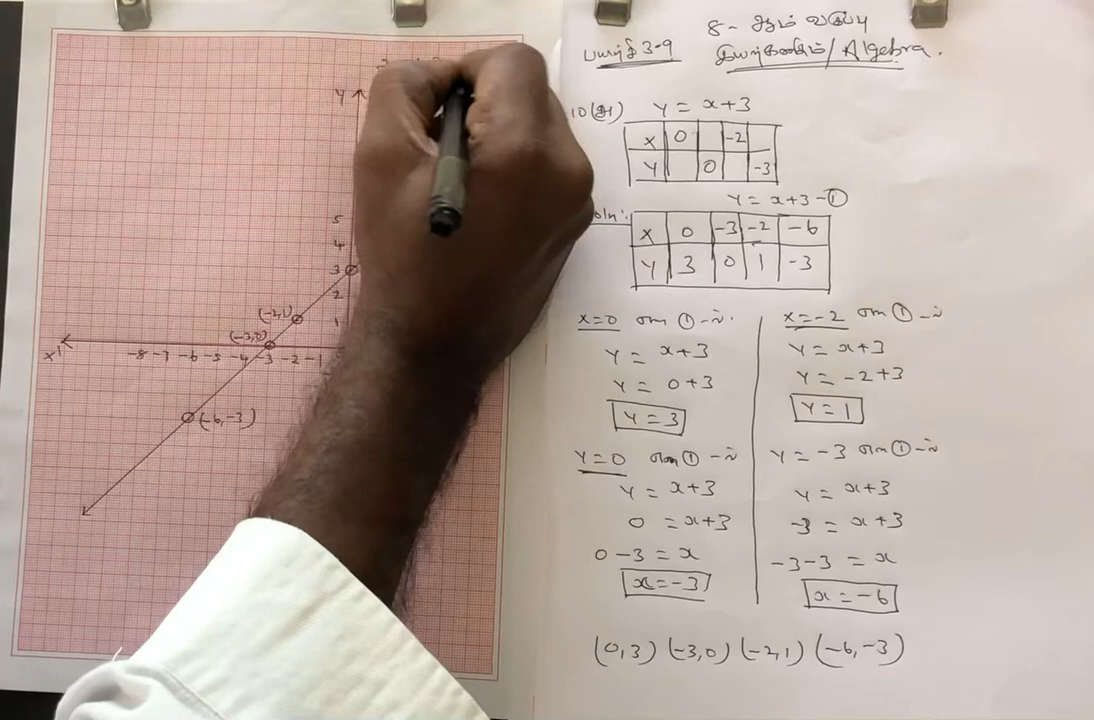 8 - ஆம் வகுப்பு
பயிற்சி 3.9 இயற்கணிதம் / Algebra.
10 (அ) y = x+3
x 0 -2
y 0 -3
y = x+3 - ①
oln:
x 0 -3 -2 -6
y 3 0 1 -3
x=0 என ①-ல்
y = x+3
y = 0+3
y = 3
y=0 என ①-ல்
y = x+3
0 = x+3
0-3 = x
x = -3
x=-2 என ①-ல்
y = x+3
y = -2+3
y = 1
y = -3 என ①-ல்
y = x+3
-3 = x+3
-3-3 = x
x = -6
(0,3) (-3,0) (-2,1) (-6,-3)
y
5
4
3
2
1
(-2,1)
(-3,0)
x' -8 -7 -6 -5 -4 -3 -2 -1
(-6,-3)